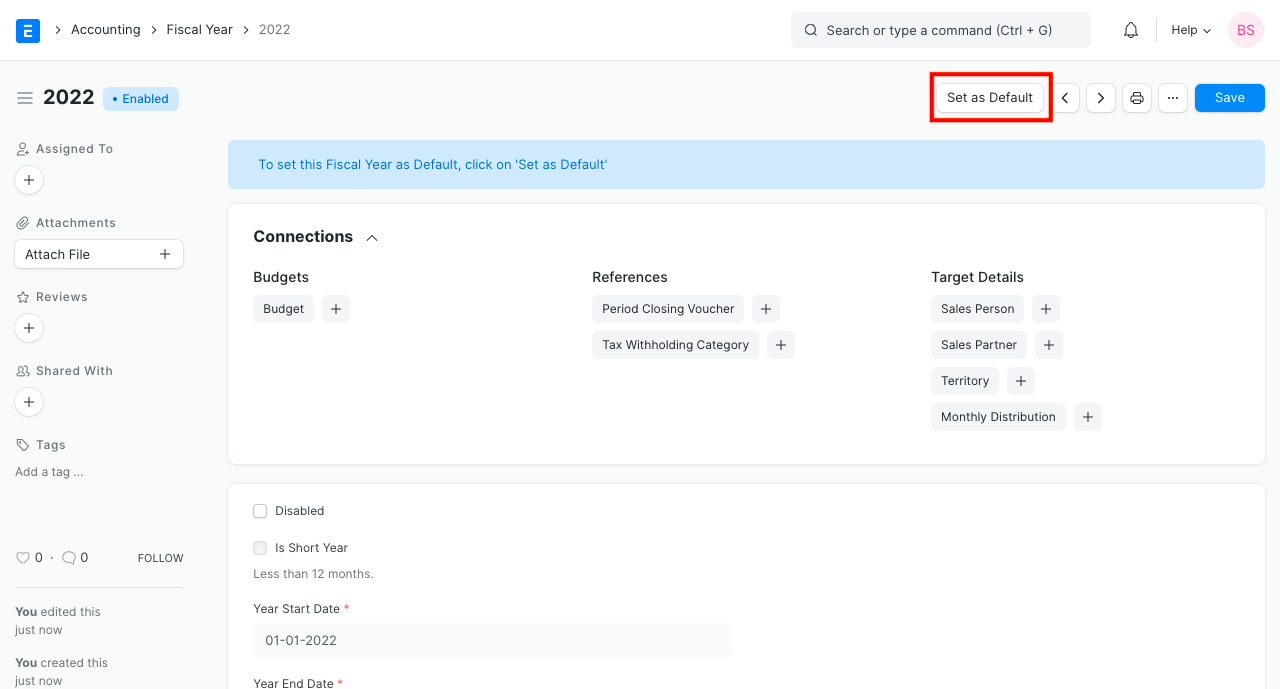 E > Accounting > Fiscal Year > 2022
Search or type a command (Ctrl + G)
Help
BS
2022
• Enabled
Set as Default
...
Save
Assigned To
+
Attachments
Attach File +
Reviews
+
Shared With
+
Tags
Add a tag ...
0 · 0 FOLLOW
You edited this
just now
You created this
just now
To set this Fiscal Year as Default, click on 'Set as Default'
Connections
Budgets
Budget +
References
Period Closing Voucher +
Tax Withholding Category +
Target Details
Sales Person +
Sales Partner +
Territory +
Monthly Distribution +
Disabled
Is Short Year
Less than 12 months.
Year Start Date *
01-01-2022
Year End Date *